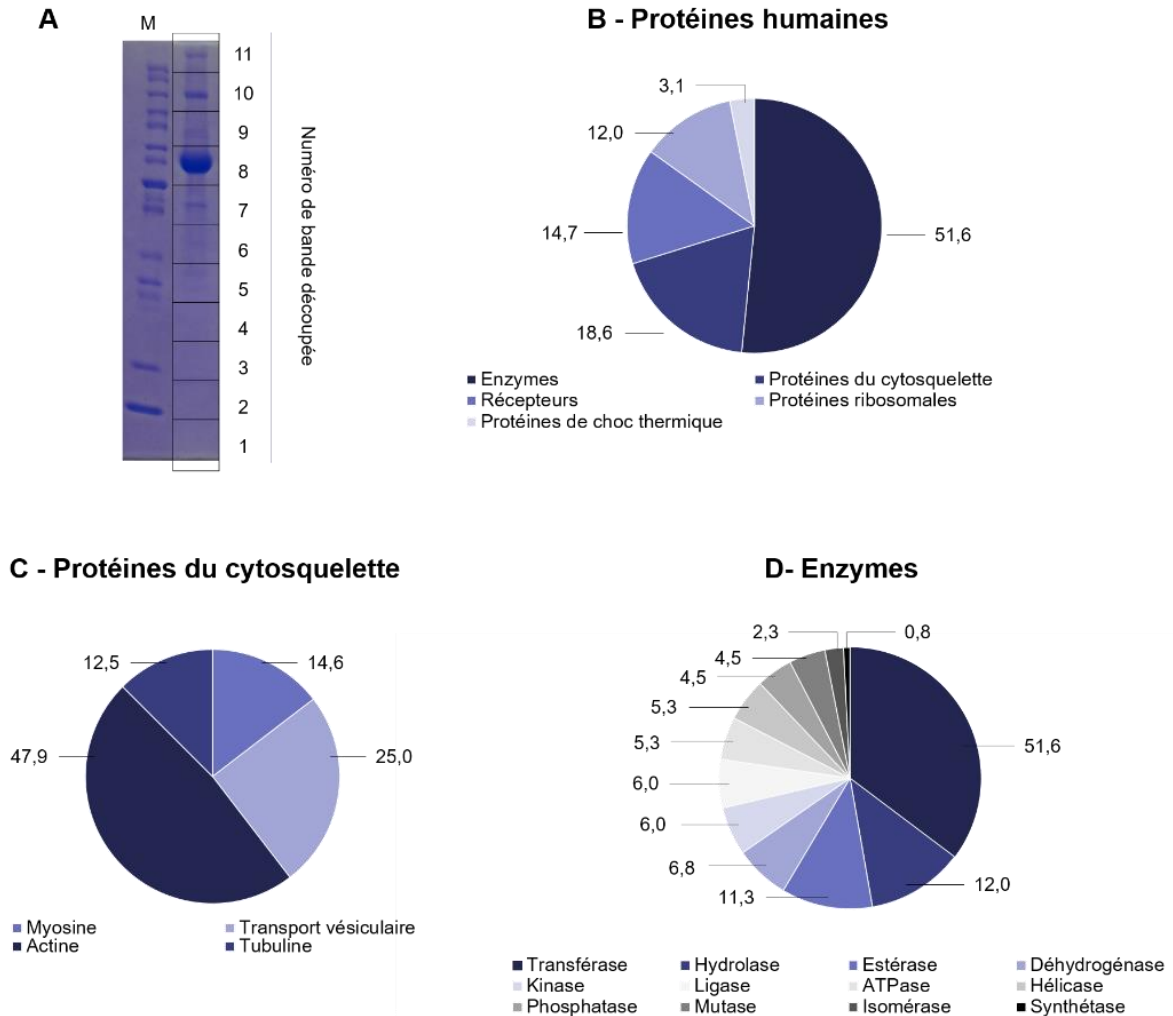 A
M
11
10
9
8
7
6
5
4
3
2
1
Numéro de bande découpée
B - Protéines humaines
3,1
12,0
14,7
51,6
18,6
Enzymes
Protéines du cytosquelette
Récepteurs
Protéines ribosomales
Protéines de choc thermique
C - Protéines du cytosquelette
12,5
14,6
47,9
25,0
Myosine
Transport vésiculaire
Actine
Tubuline
D- Enzymes
2,3
0,8
4,5
4,5
5,3
5,3
51,6
6,0
6,0
6,8
12,0
11,3
Transférase
Hydrolase
Estérase
Déhydrogénase
Kinase
Ligase
ATPase
Hélicase
Phosphatase
Mutase
Isomérase
Synthétase